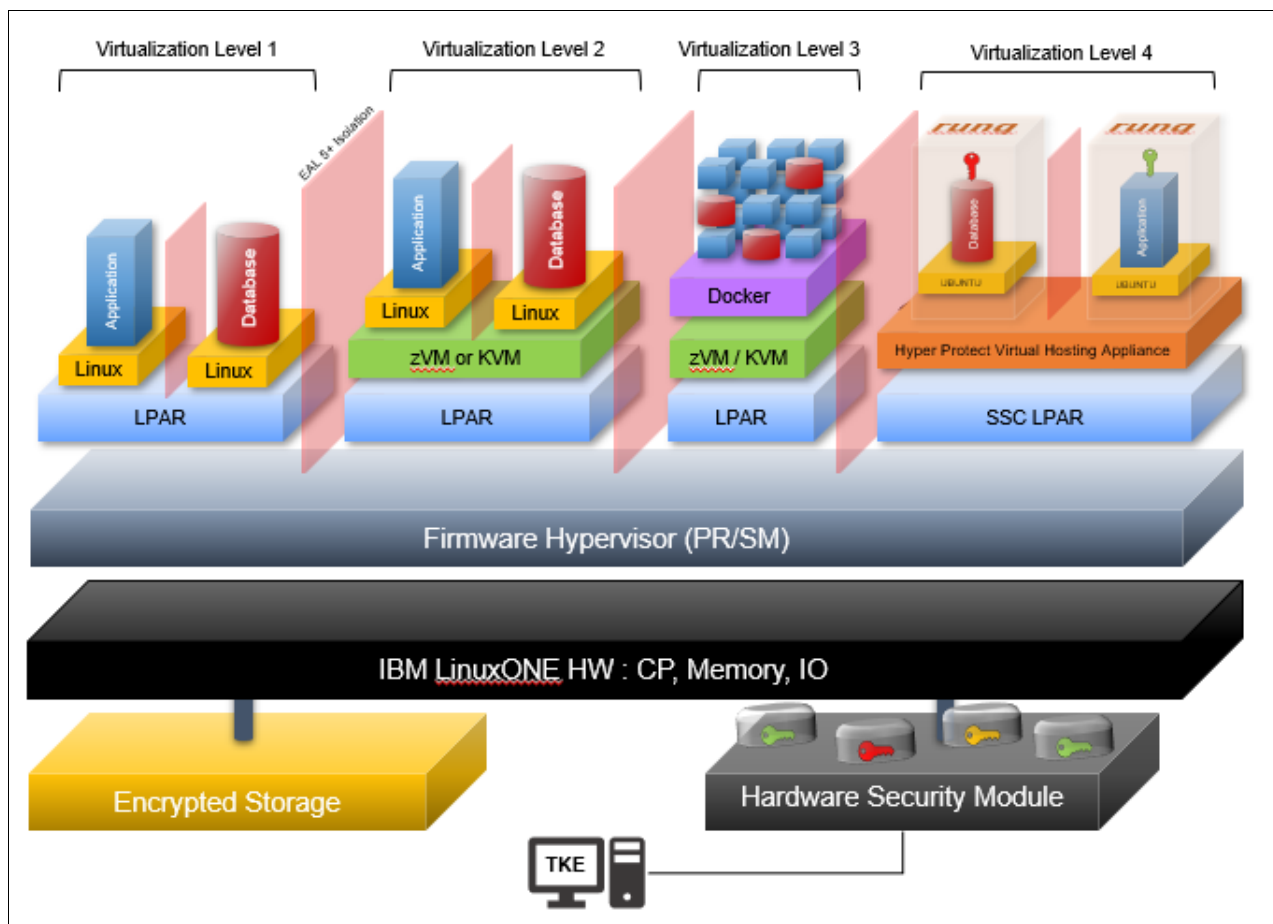 Virtualization Level 1
Virtualization Level 2
Virtualization Level 3
Virtualization Level 4
EAL 5+ Isolation
runq
runq
Application
Database
Application
Database
Database
Application
Linux
Linux
Linux
Linux
Docker
UBUNTU
UBUNTU
zVM or KVM
zVM / KVM
Hyper Protect Virtual Hosting Appliance
LPAR
LPAR
LPAR
SSC LPAR
Firmware Hypervisor (PR/SM)
IBM LinuxONE HW : CP, Memory, IO
Encrypted Storage
Hardware Security Module
TKE